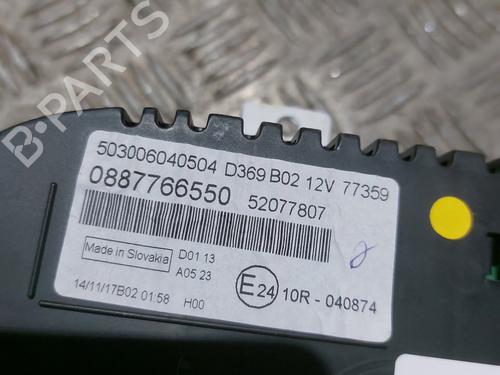 B-PARTS
503006040504 D369 B02 12V 77359
0887766550 52077807
Made in Slovakia D01 13
A05 23
14/11/17B02 01:58 H00
E24 10R - 040874